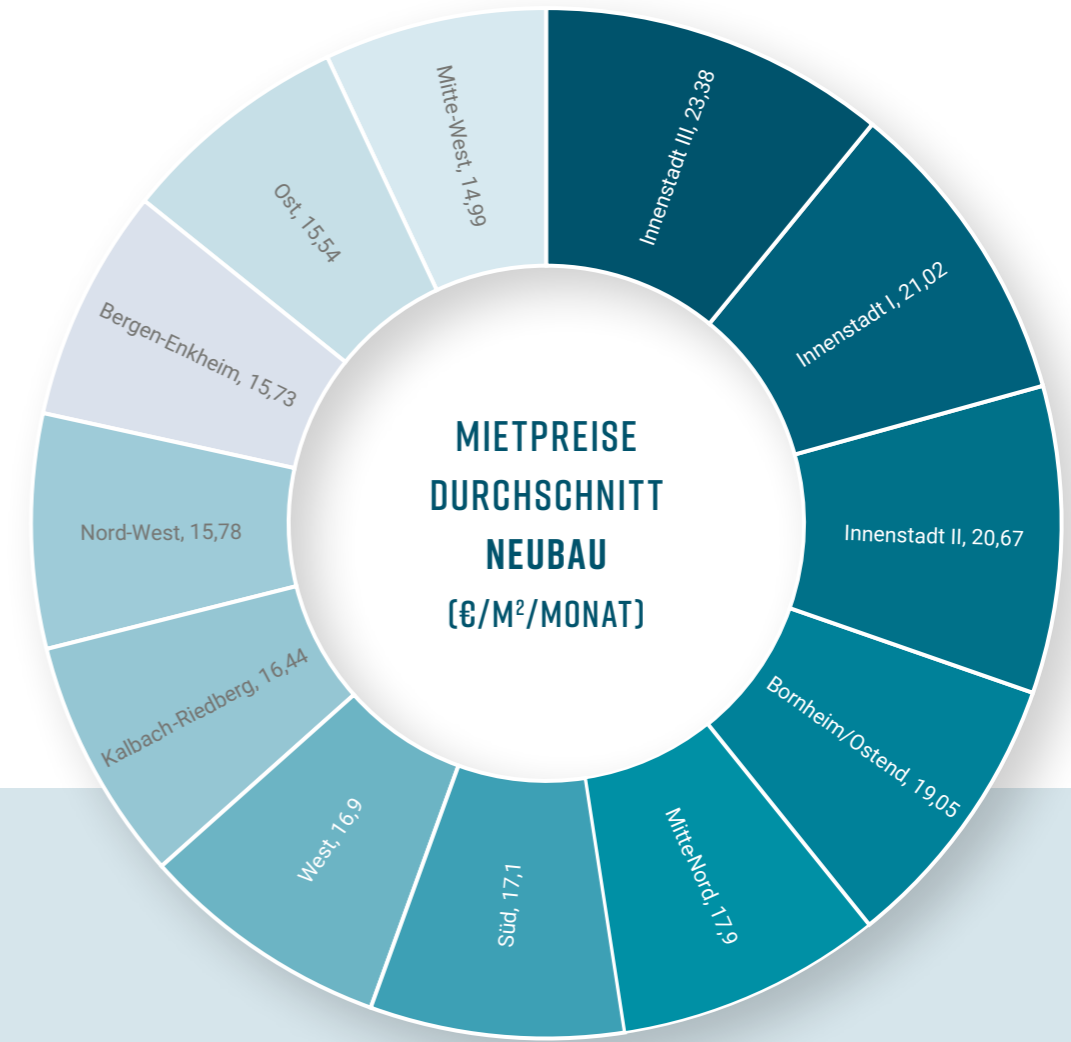 MIETPREISE
DURCHSCHNITT
NEUBAU
(€/M²/MONAT)
Innenstadt III, 23,38
Innenstadt I, 21,02
Innenstadt II, 20,67
Bornheim/Ostend, 19,05
Mitte-Nord, 17,9
Süd, 17,1
West, 16,9
Kalbach-Riedberg, 16,44
Nord-West, 15,78
Bergen-Enkheim, 15,73
Ost, 15,54
Mitte-West, 14,99